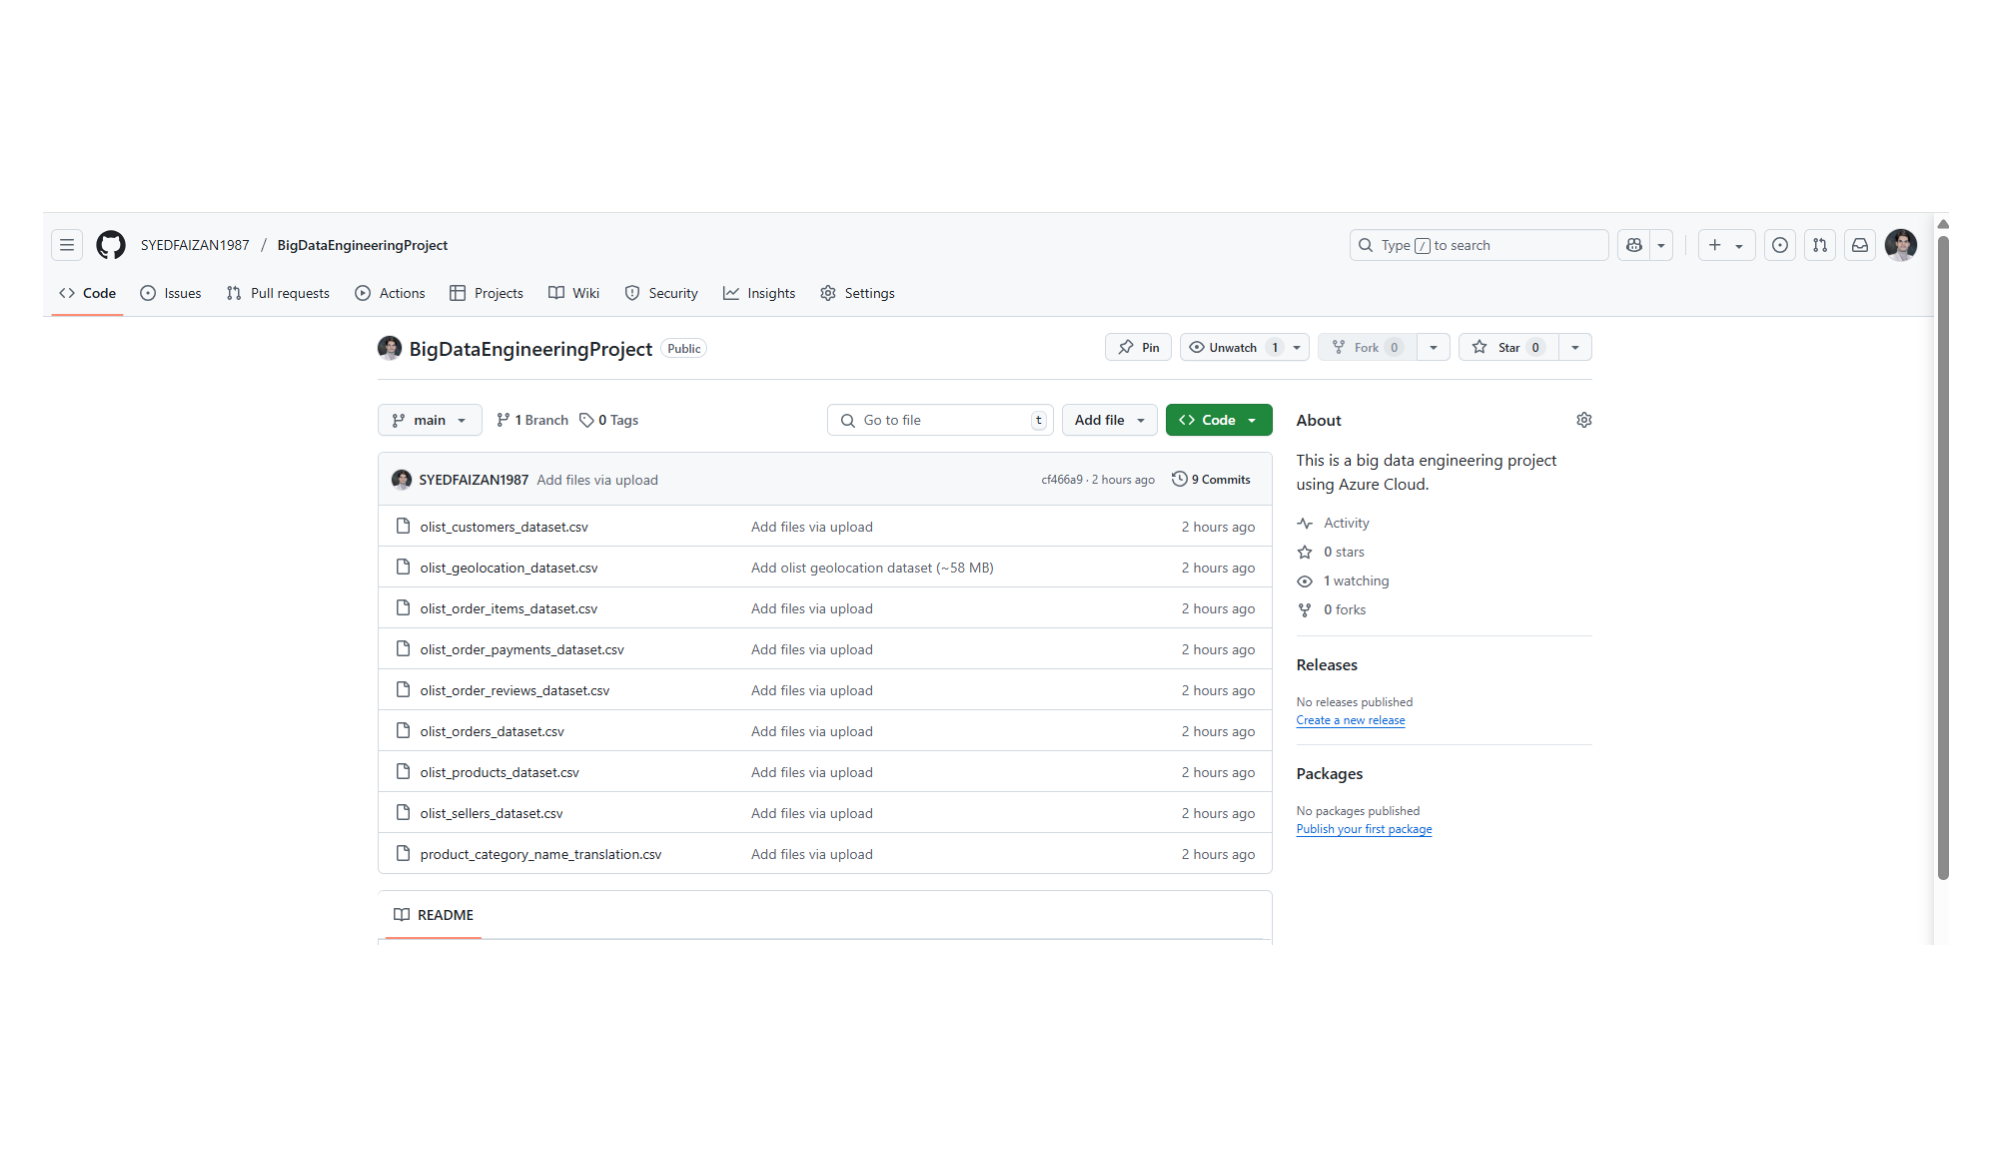 SYEDFAIZAN1987 / BigDataEngineeringProject
Type / to search
Code Issues Pull requests Actions Projects Wiki Security Insights Settings
BigDataEngineeringProject Public
Pin Unwatch 1 Fork 0 Star 0
main 1 Branch 0 Tags Go to file t Add file Code
SYEDFAIZAN1987 Add files via upload cf466a9 · 2 hours ago 9 Commits
olist_customers_dataset.csv Add files via upload 2 hours ago
olist_geolocation_dataset.csv Add olist geolocation dataset (~58 MB) 2 hours ago
olist_order_items_dataset.csv Add files via upload 2 hours ago
olist_order_payments_dataset.csv Add files via upload 2 hours ago
olist_order_reviews_dataset.csv Add files via upload 2 hours ago
olist_orders_dataset.csv Add files via upload 2 hours ago
olist_products_dataset.csv Add files via upload 2 hours ago
olist_sellers_dataset.csv Add files via upload 2 hours ago
product_category_name_translation.csv Add files via upload 2 hours ago
README
About
This is a big data engineering project
using Azure Cloud.
Activity
0 stars
1 watching
0 forks
Releases
No releases published
Create a new release
Packages
No packages published
Publish your first package